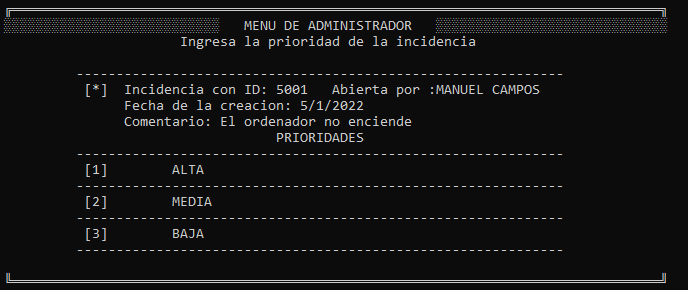 MENU DE ADMINISTRADOR
Ingresa la prioridad de la incidencia
---------------------------------------------------------------
[*] Incidencia con ID: 5001 Abierta por :MANUEL CAMPOS
Fecha de la creacion: 5/1/2022
Comentario: El ordenador no enciende
PRIORIDADES
---------------------------------------------------------------
[1] ALTA
---------------------------------------------------------------
[2] MEDIA
---------------------------------------------------------------
[3] BAJA
---------------------------------------------------------------